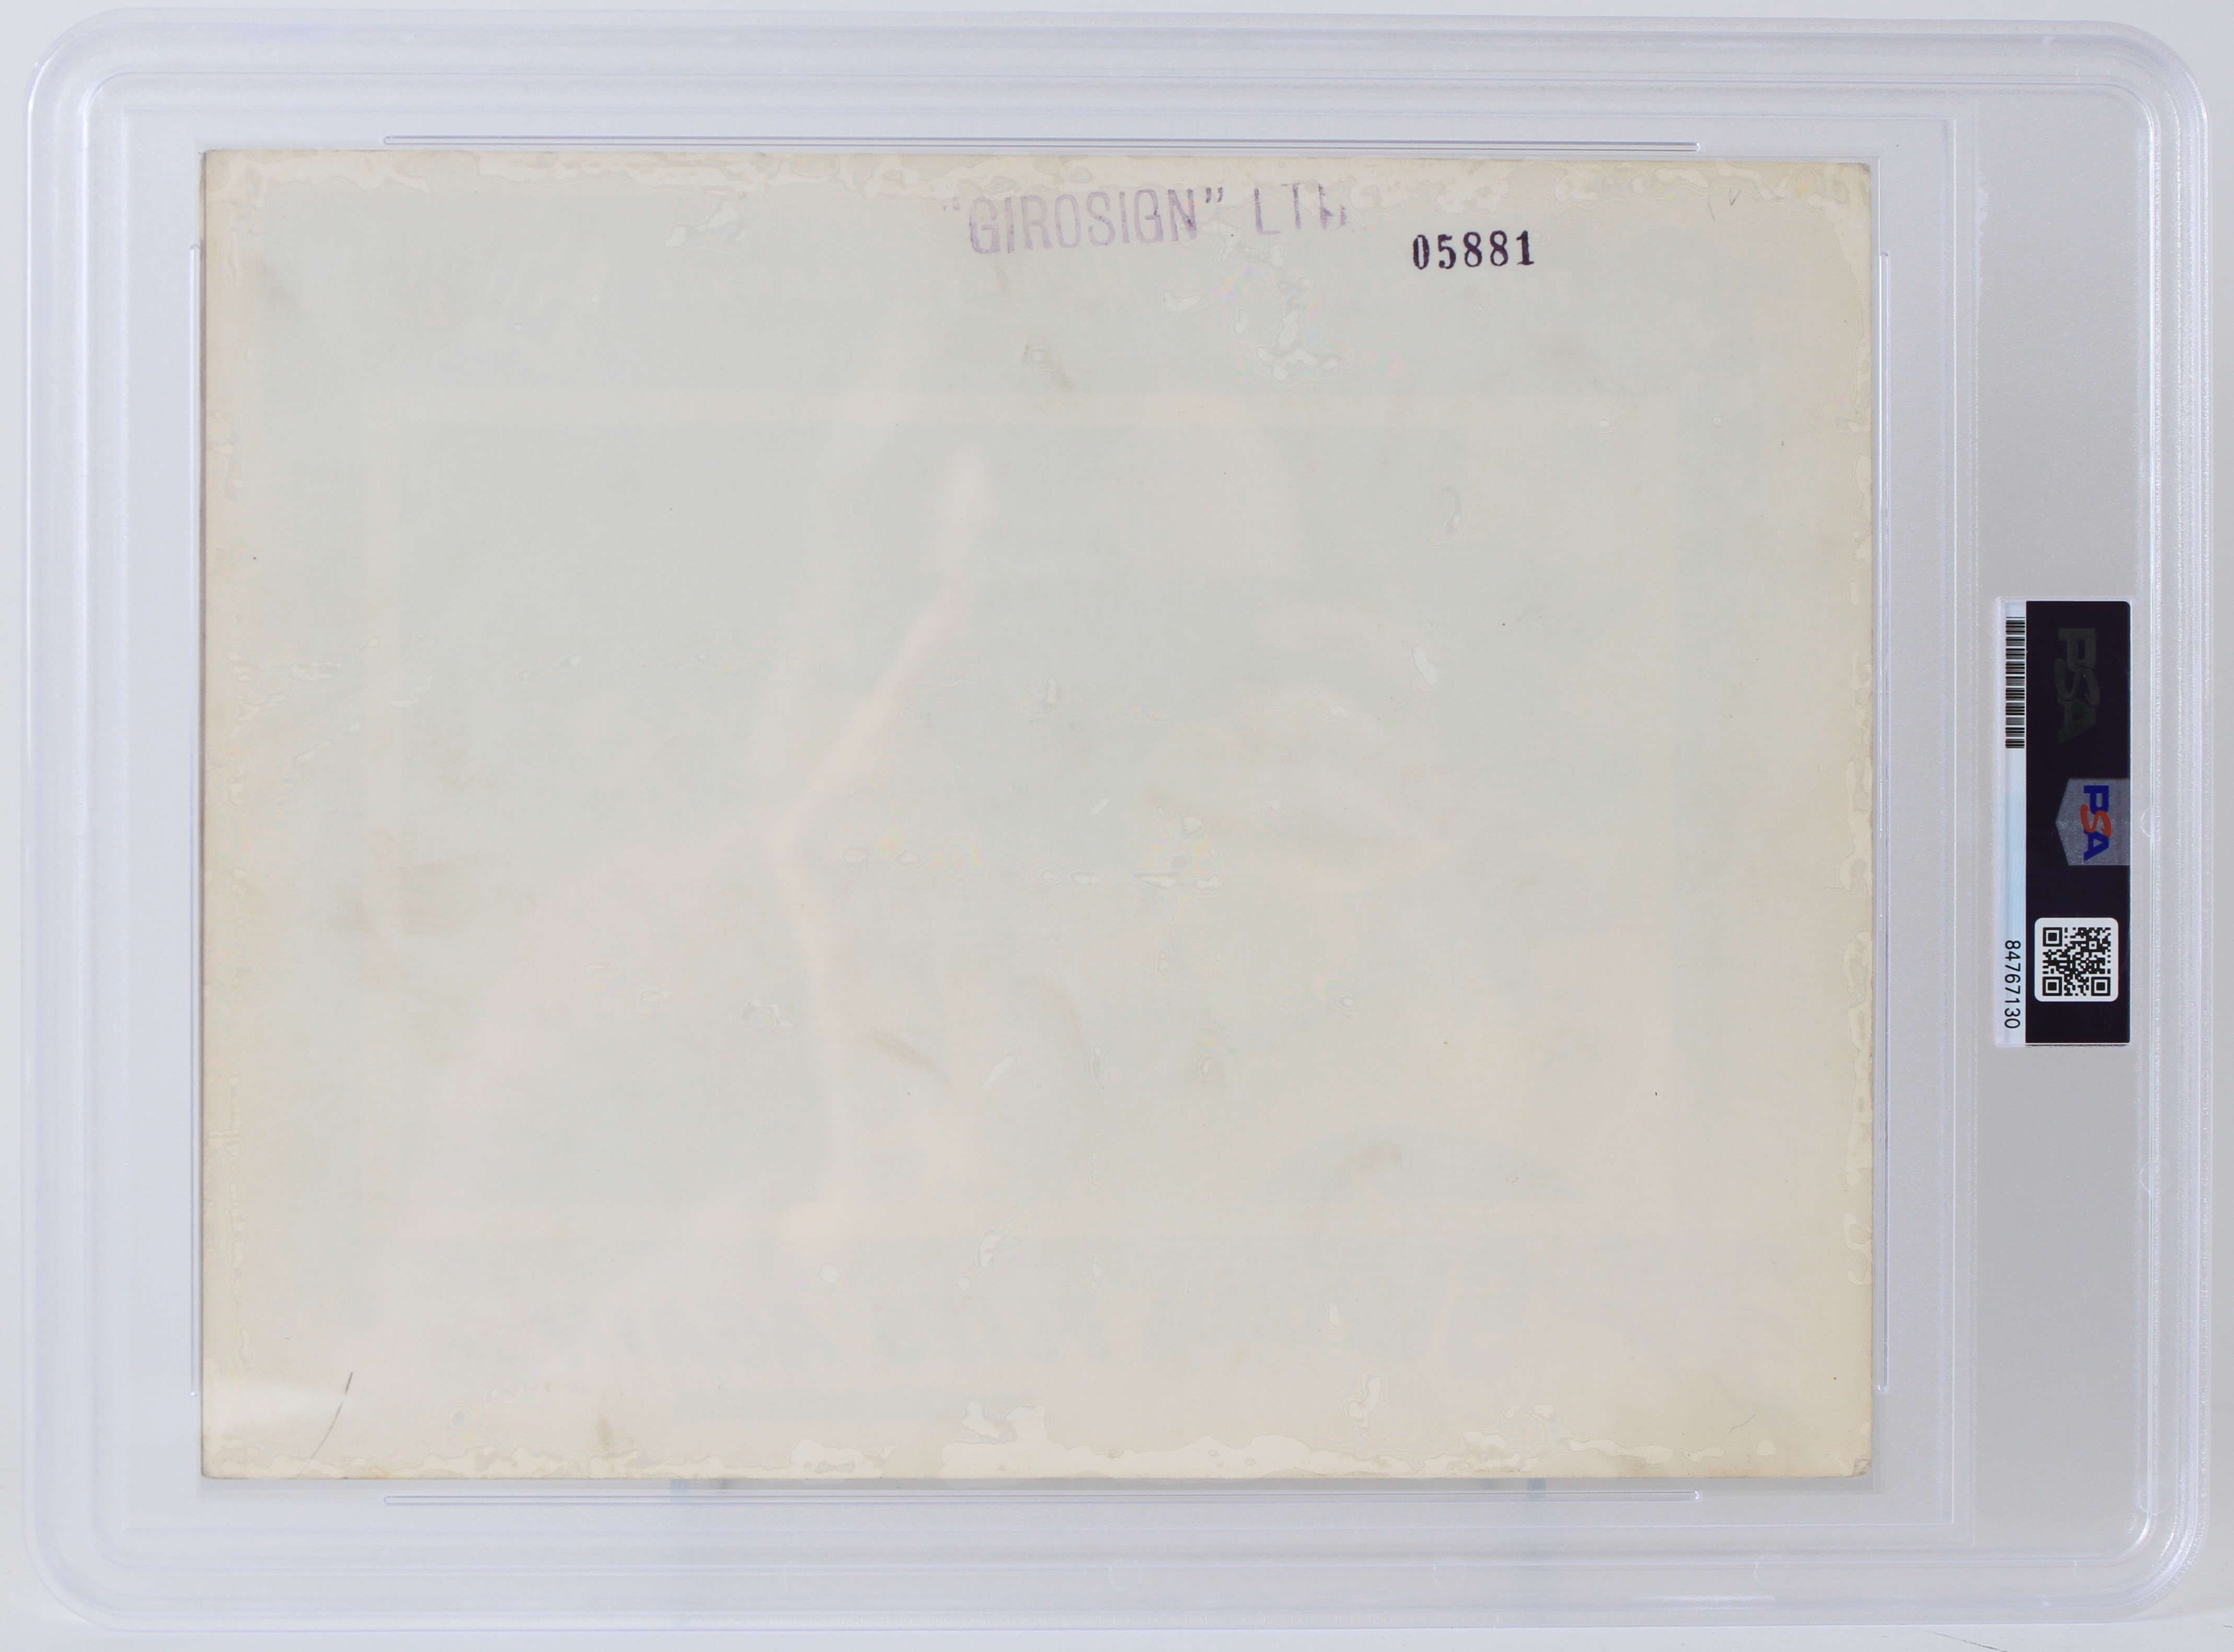 "GIROSIGN" LTD
05881
PSA
PSA
84767130